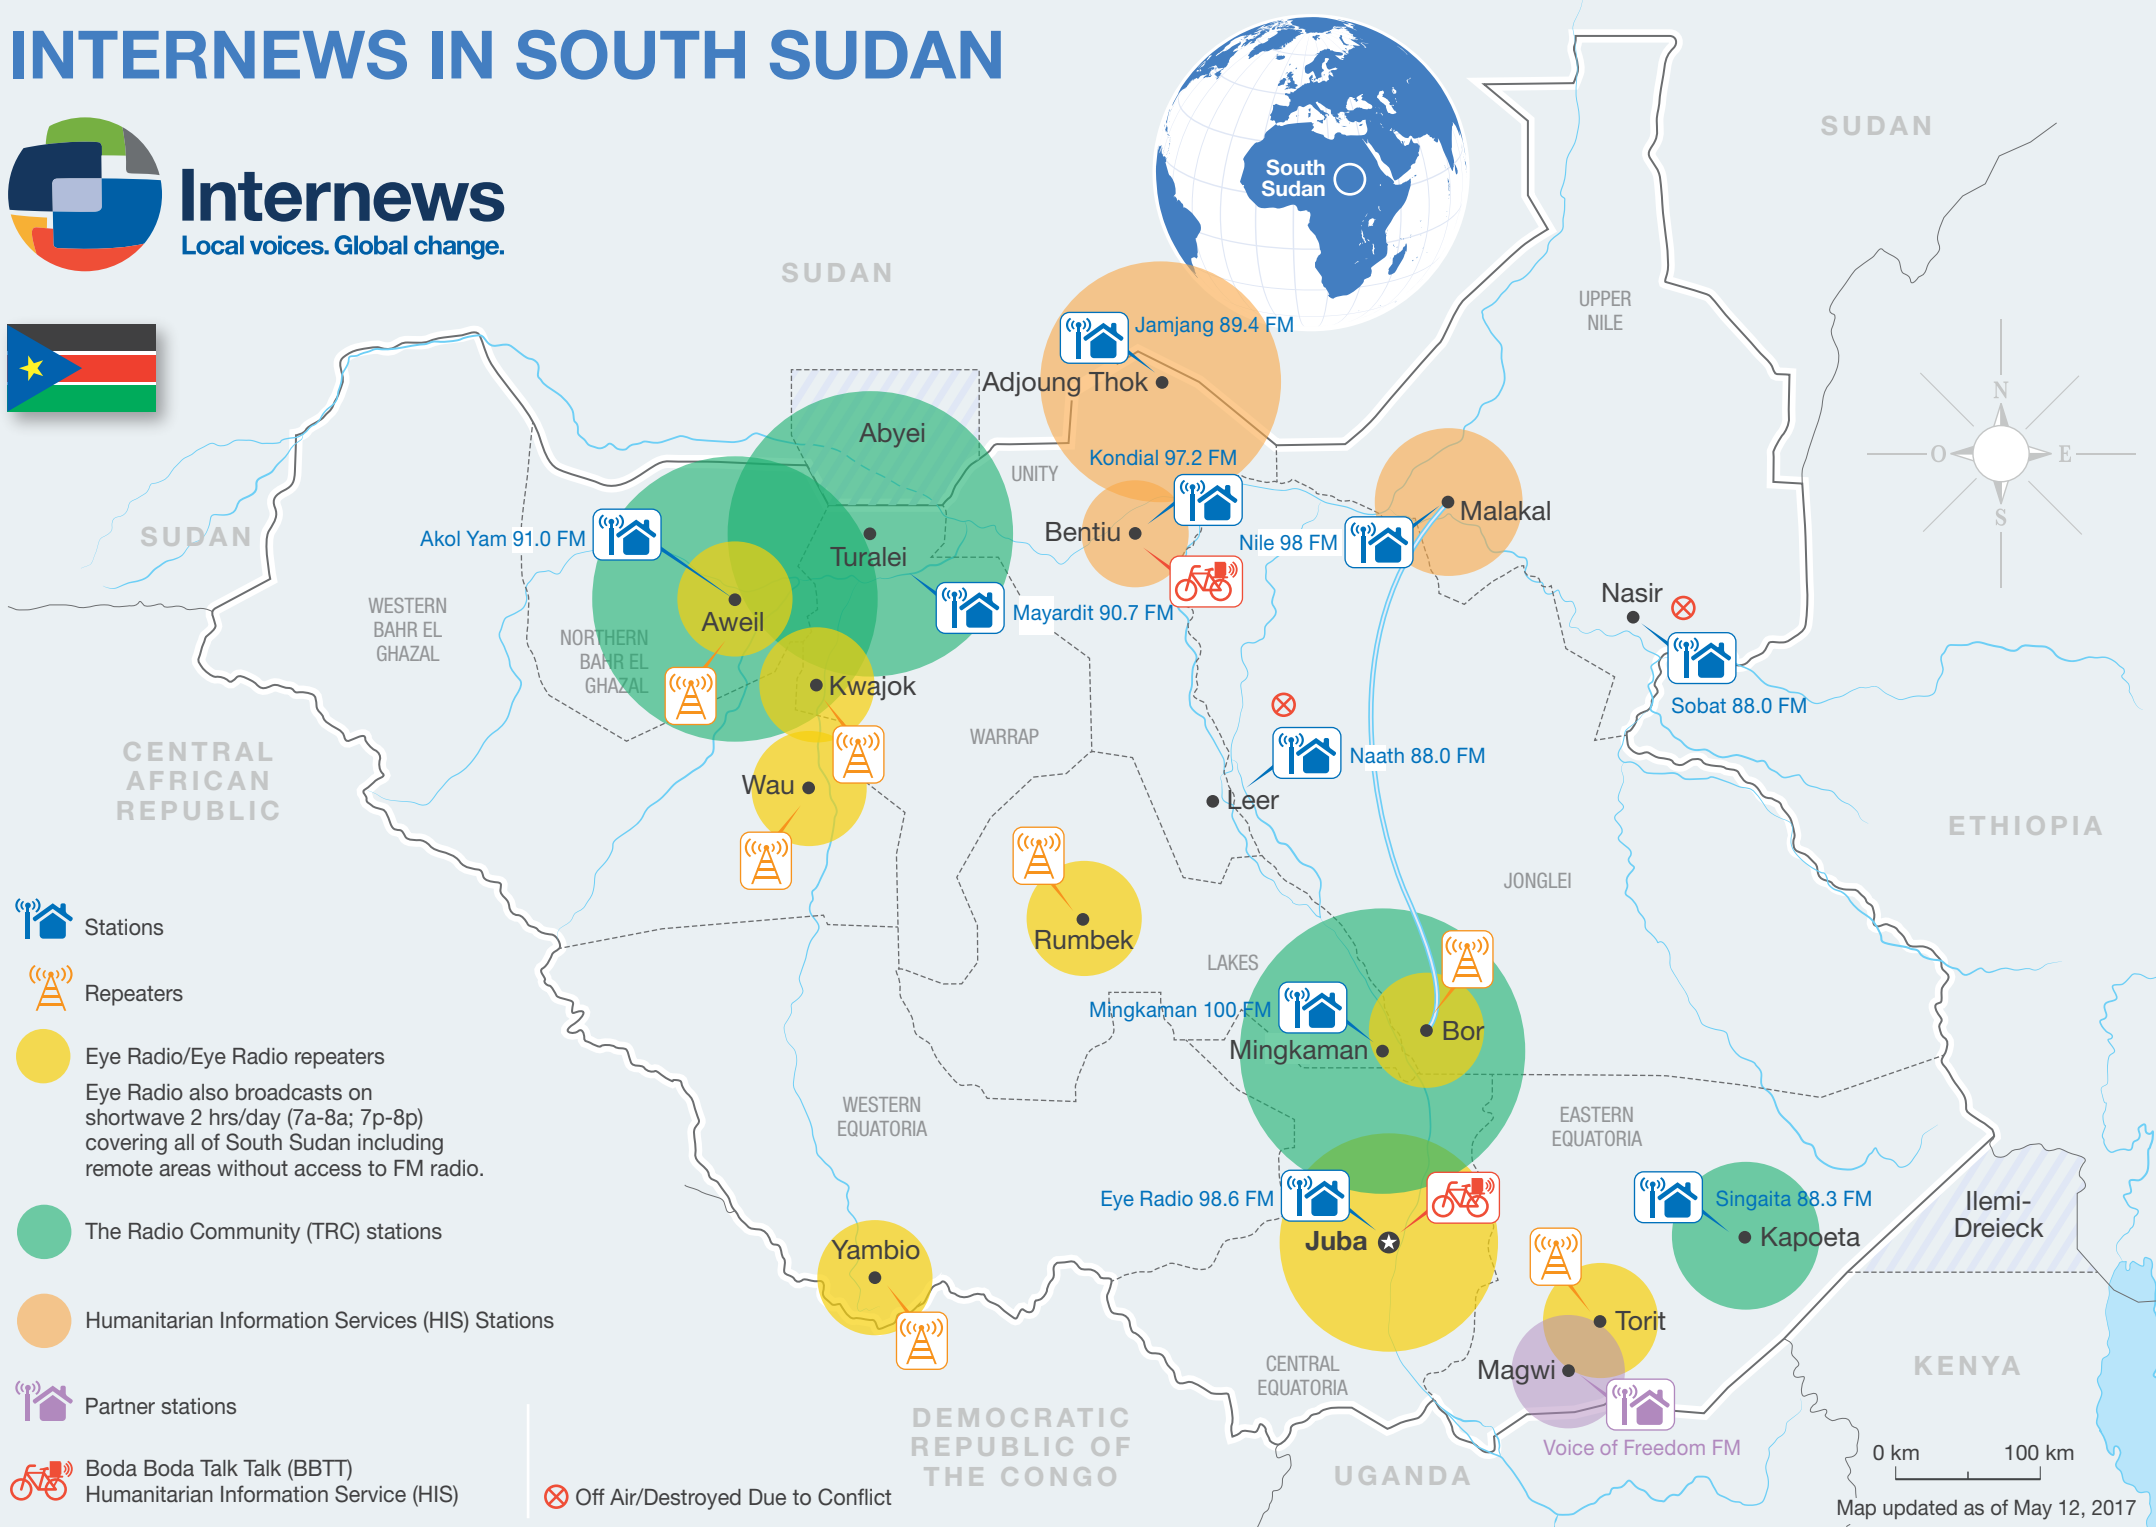 INTERNEWS IN SOUTH SUDAN
Internews
Local voices. Global change.
South
Sudan
SUDAN
SUDAN
UPPER
NILE
Jamjang 89.4 FM
Adjoung Thok
N
O
E
S
Abyei
UNITY
Kondial 97.2 FM
Bentiu
Malakal
Nile 98 FM
SUDAN
Akol Yam 91.0 FM
Turalei
Mayardit 90.7 FM
Nasir
Sobat 88.0 FM
WESTERN
BAHR EL
GHAZAL
NORTHERN
BAHR EL
GHAZAL
Aweil
Kwajok
WARRAP
Naath 88.0 FM
Leer
CENTRAL
AFRICAN
REPUBLIC
Wau
ETHIOPIA
JONGLEI
Rumbek
LAKES
Mingkaman 100 FM
Mingkaman
Bor
WESTERN
EQUATORIA
EASTERN
EQUATORIA
Eye Radio 98.6 FM
Juba
Singaita 88.3 FM
Kapoeta
Ilemi-
Dreieck
Yambio
Torit
Magwi
Voice of Freedom FM
CENTRAL
EQUATORIA
KENYA
DEMOCRATIC
REPUBLIC OF
THE CONGO
UGANDA
Stations
Repeaters
Eye Radio/Eye Radio repeaters
Eye Radio also broadcasts on
shortwave 2 hrs/day (7a-8a; 7p-8p)
covering all of South Sudan including
remote areas without access to FM radio.
The Radio Community (TRC) stations
Humanitarian Information Services (HIS) Stations
Partner stations
Boda Boda Talk Talk (BBTT)
Humanitarian Information Service (HIS)
Off Air/Destroyed Due to Conflict
0 km 100 km
Map updated as of May 12, 2017